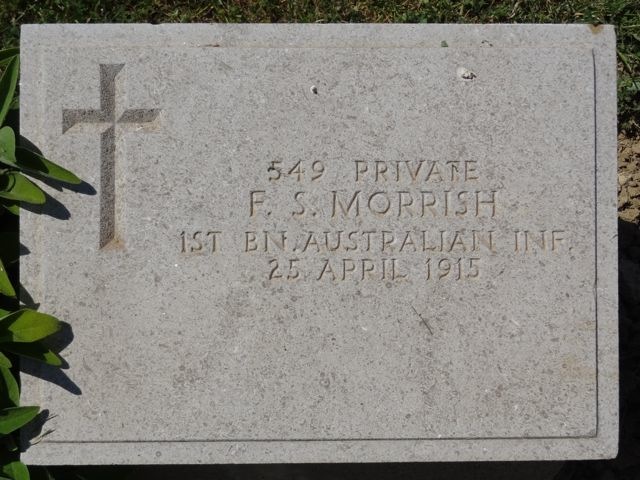 549 PRIVATE
F. S. MORRISH
1ST BN. AUSTRALIAN INF.
25 APRIL 1915